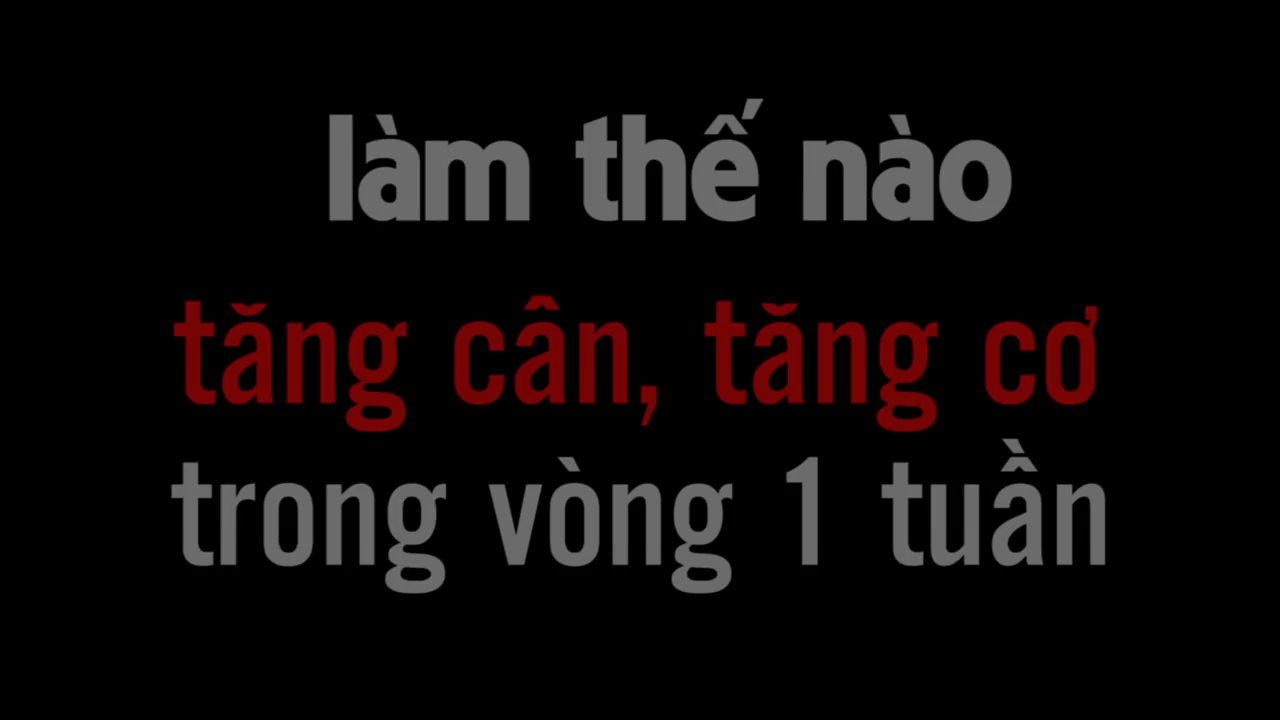 làm thế nào
tăng cân, tăng cơ
trong vòng 1 tuần